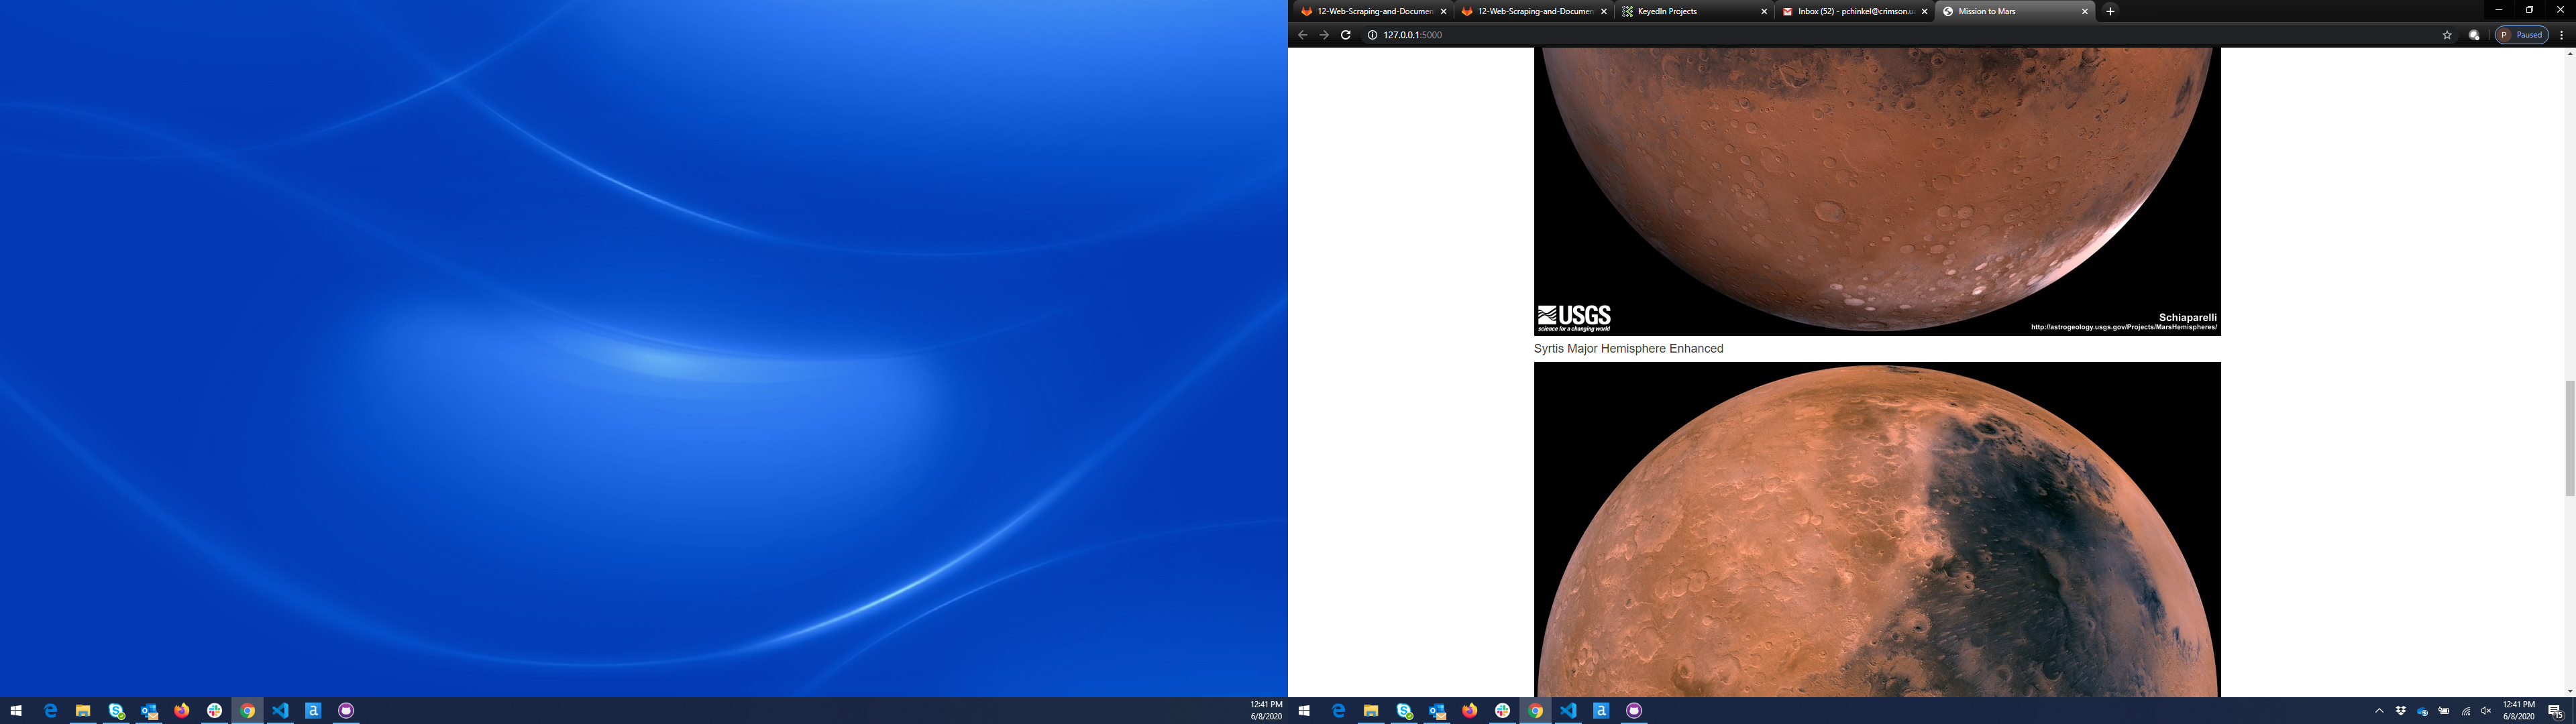 12-Web-Scraping-and-Documen
12-Web-Scraping-and-Documen
KeyedIn Projects
Inbox (52) - pchinkel@crimson.u
Mission to Mars
127.0.0.1:5000
P Paused
USGS
science for a changing world
Schiaparelli
http://astrogeology.usgs.gov/Projects/MarsHemispheres/
Syrtis Major Hemisphere Enhanced
12:41 PM
6/8/2020
12:41 PM
6/8/2020
15